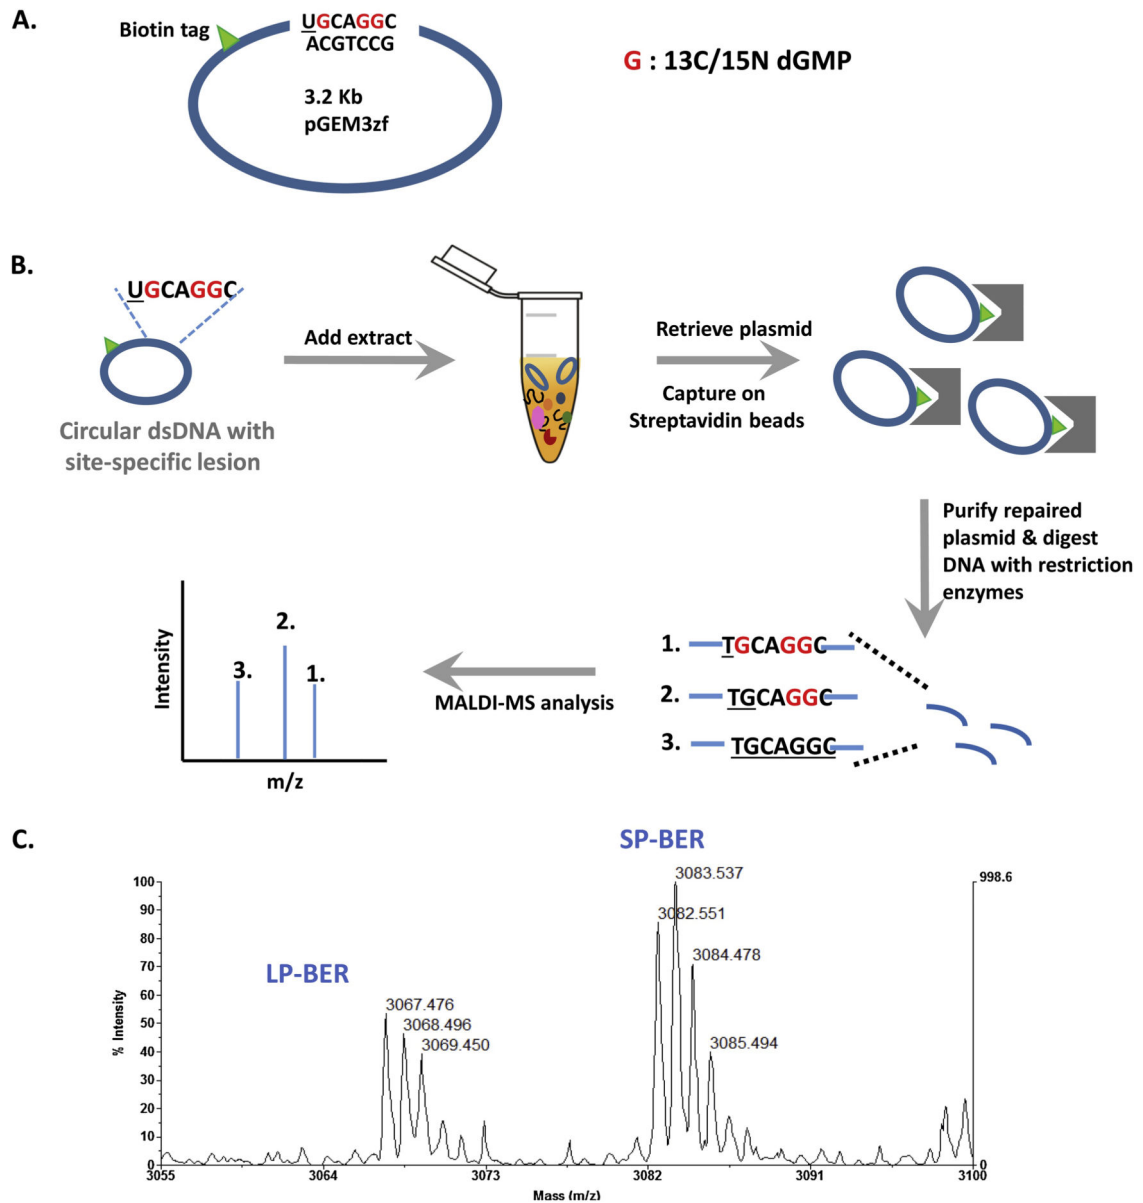 A.
Biotin tag
UGCAGGC
ACGTCCG
3.2 Kb
pGEM3zf
G : 13C/15N dGMP
B.
UGCAGGC
Add extract
Retrieve plasmid
Capture on
Streptavidin beads
Circular dsDNA with
site-specific lesion
Purify repaired
plasmid & digest
DNA with restriction
enzymes
1. TGCAGGC
2. TGCAGGC
3. TGCAGGC
MALDI-MS analysis
Intensity
3.
2.
1.
m/z
C.
LP-BER
SP-BER
% Intensity
100
90
80
70
60
50
40
30
20
10
0
3067.476
3068.496
3069.450
3083.537
3082.551
3084.478
3085.494
998.6
0
3055
3064
3073
3082
3091
3100
Mass (m/z)